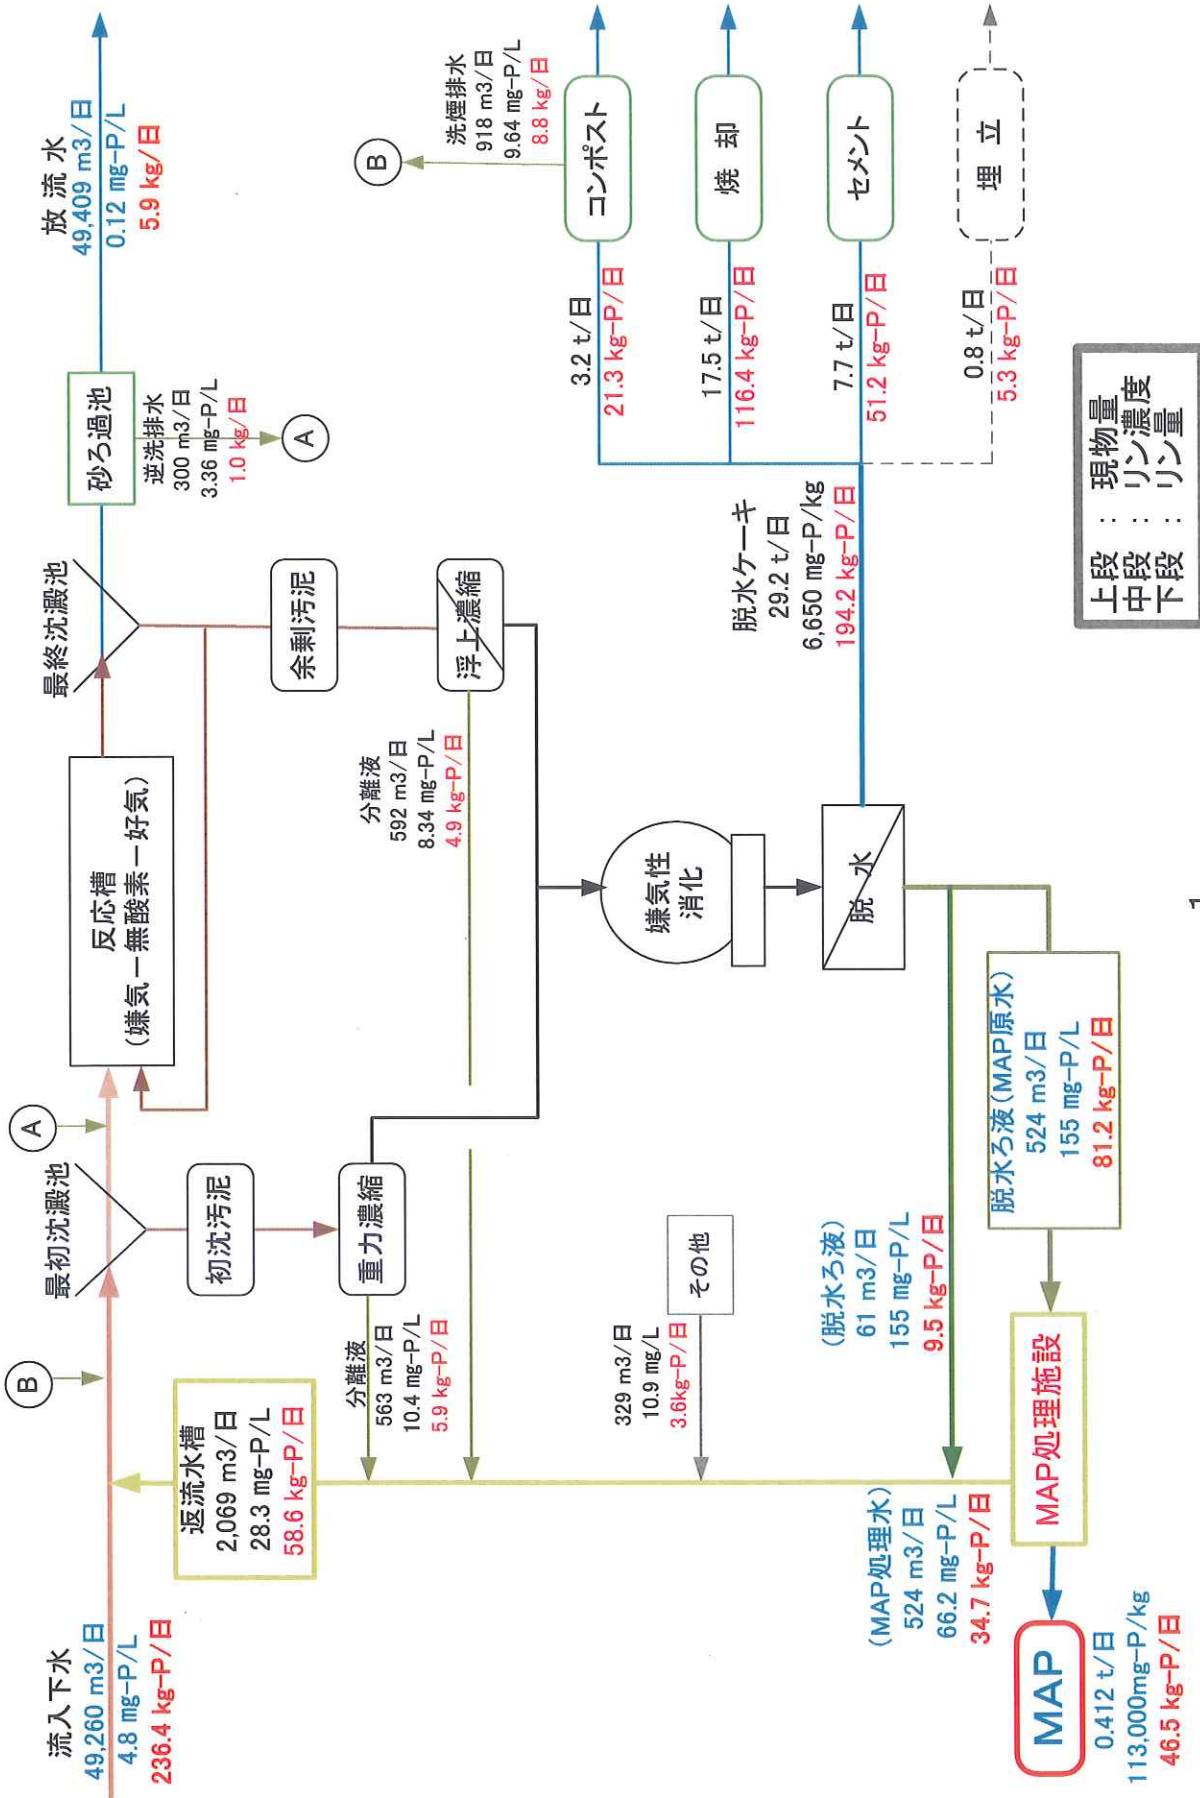 流入下水
49,260 m3/日
4.8 mg-P/L
236.4 kg-P/日
B
最初沈澱池
A
反応槽
(嫌気ー無酸素ー好気)
最終沈澱池
砂ろ過池
逆洗排水
300 m3/日
3.36 mg-P/L
1.0 kg/日
A
放流水
49,409 m3/日
0.12 mg-P/L
5.9 kg/日
返流水槽
2,069 m3/日
28.3 mg-P/L
58.6 kg-P/日
初沈汚泥
余剰汚泥
重力濃縮
分離液
563 m3/日
10.4 mg-P/L
5.9 kg-P/日
浮上濃縮
分離液
592 m3/日
8.34 mg-P/L
4.9 kg-P/日
B
洗煙排水
918 m3/日
9.64 mg-P/L
8.8 kg/日
その他
329 m3/日
10.9 mg/L
3.6kg-P/日
嫌気性
消化
脱水
脱水ケーキ
29.2 t/日
6,650 mg-P/kg
194.2 kg-P/日
3.2 t/日
21.3 kg-P/日
コンポスト
17.5 t/日
116.4 kg-P/日
焼却
7.7 t/日
51.2 kg-P/日
セメント
0.8 t/日
5.3 kg-P/日
埋立
(脱水ろ液)
61 m3/日
155 mg-P/L
9.5 kg-P/日
脱水ろ液(MAP原水)
524 m3/日
155 mg-P/L
81.2 kg-P/日
(MAP処理水)
524 m3/日
66.2 mg-P/L
34.7 kg-P/日
MAP処理施設
MAP
0.412 t/日
113,000mg-P/kg
46.5 kg-P/日
上段 : 現物量
中段 : リン濃度
下段 : リン量
1